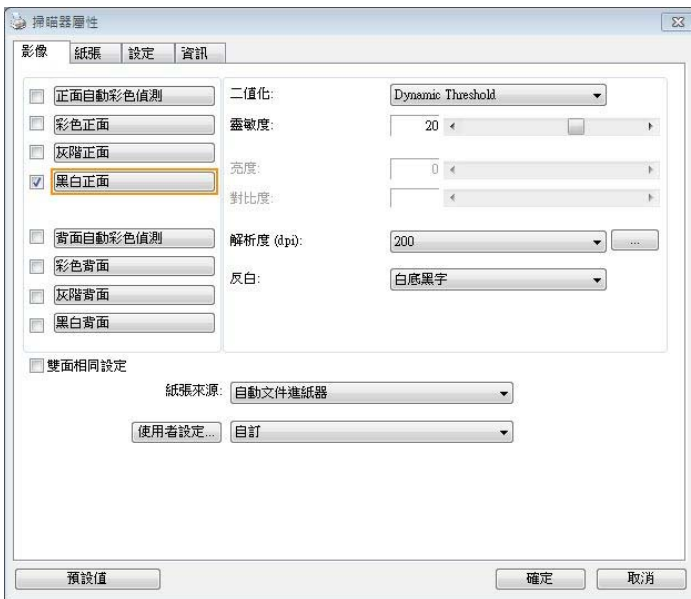 掃瞄器屬性
影像 紙張 設定 資訊
正面自動彩色偵測
彩色正面
灰階正面
黑白正面
背面自動彩色偵測
彩色背面
灰階背面
黑白背面
二值化: Dynamic Threshold
靈敏度: 20
亮度: 0
對比度:
解析度 (dpi): 200 ...
反白: 白底黑字
雙面相同設定
紙張來源: 自動文件進紙器
使用者設定... 自訂
預設值 確定 取消